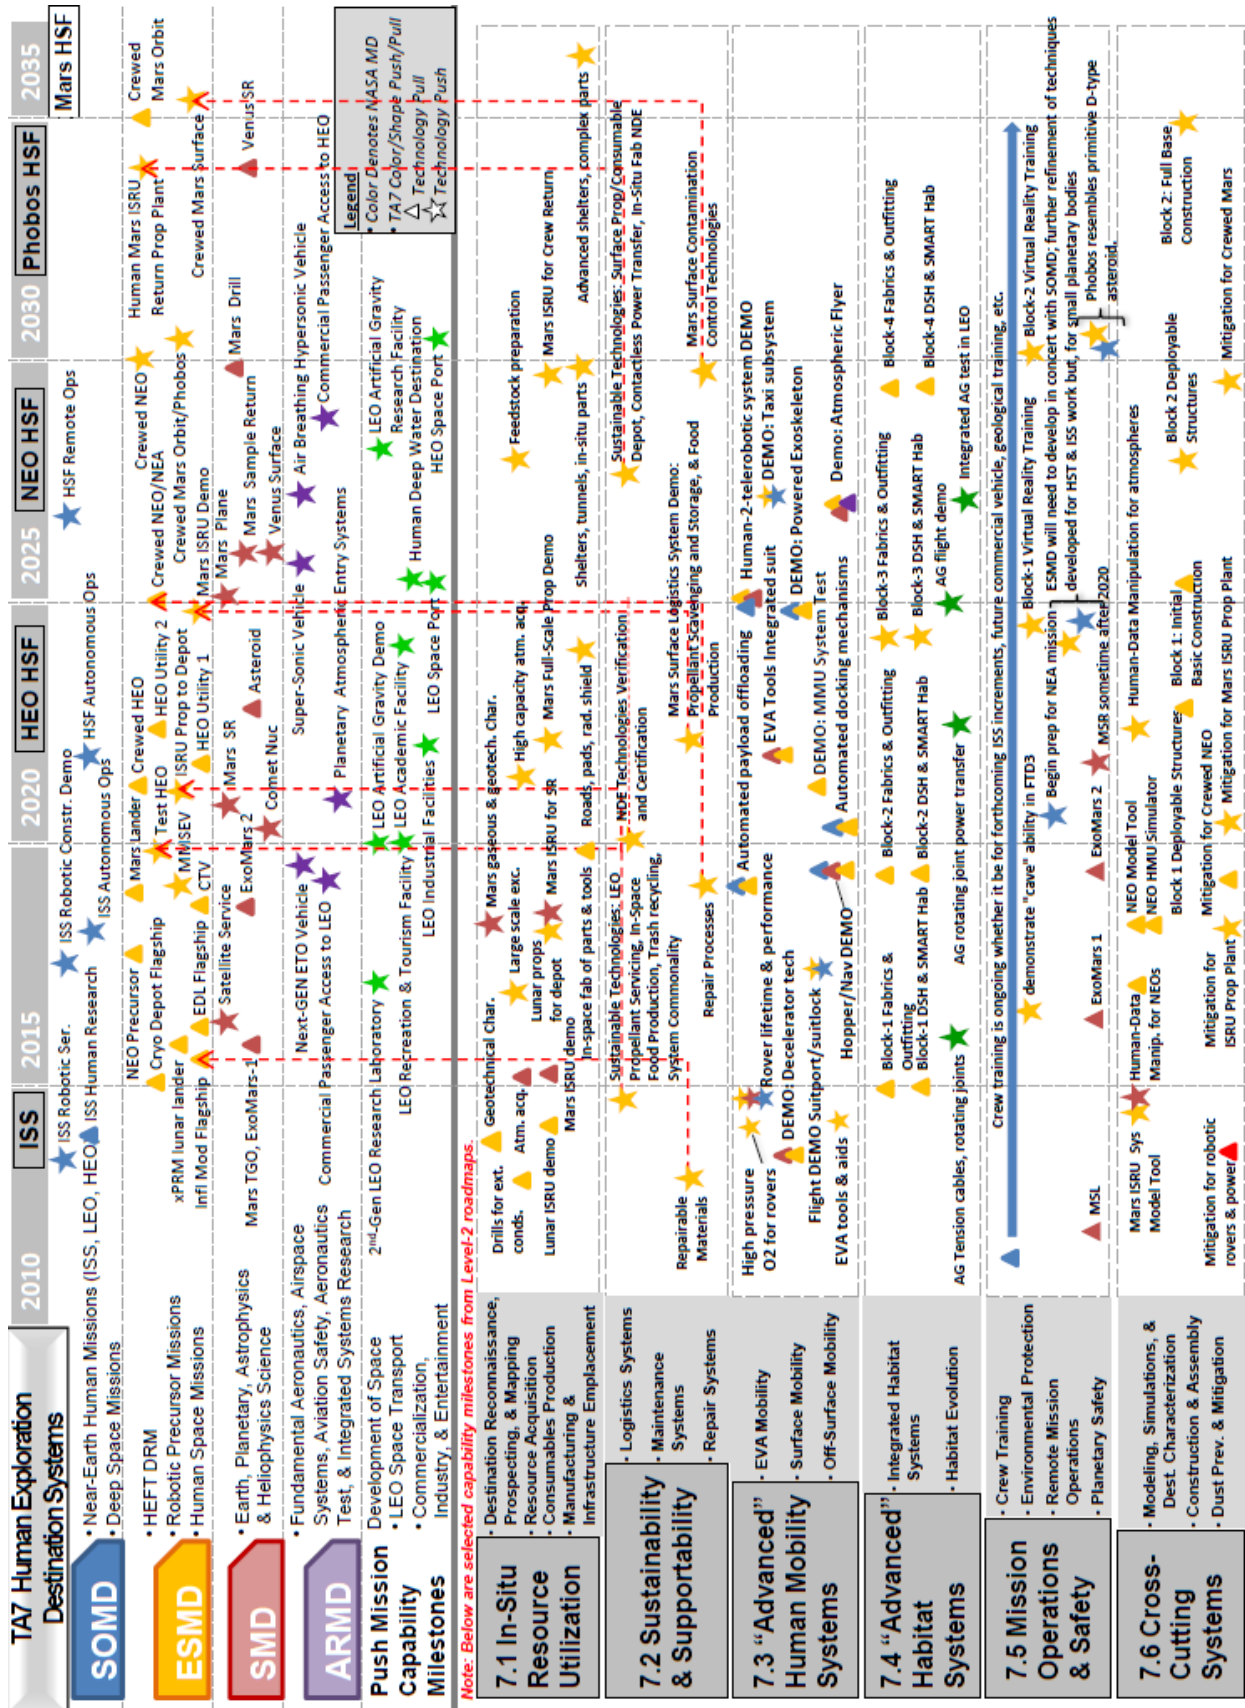 TA7 Human Exploration
Destination Systems
2010
ISS
2015
2020
HEO HSF
2025
NEO HSF
2030
Phobos HSF
2035
Mars HSF
SOMD
• Near-Earth Human Missions (ISS, LEO, HEO)
• Deep Space Missions
ISS Robotic Ser.
ISS Human Research
ISS Robotic Constr. Demo
ISS Autonomous Ops
HSF Autonomous Ops
HSF Remote Ops
ESMD
• HEFT DRM
• Robotic Precursor Missions
• Human Space Missions
NEO Precursor
Cryo Depot Flagship
xPRM lunar lander
EDL Flagship
Infl Mod Flagship
CTV
Mars Lander
Test HEO
MMSEV
Crewed HEO
HEO Utility 2
ISRU Prop to Depot
HEO Utility 1
Crewed NEO
Crewed NEO/NEA
Crewed Mars Orbit/Phobos
Mars ISRU Demo
Human Mars ISRU
Return Prop Plant
Crewed Mars Surface
Crewed
Mars Orbit
SMD
• Earth, Planetary, Astrophysics
& Heliophysics Science
Mars TGO, ExoMars-1
Satellite Service
ExoMars 2
Mars SR
Comet Nuc
Asteroid
Mars Plane
Mars Sample Return
Venus Surface
Mars Drill
Venus SR
ARMD
• Fundamental Aeronautics, Airspace
Systems, Aviation Safety, Aeronautics
Test, & Integrated Systems Research
Next-GEN ETO Vehicle
Commercial Passenger Access to LEO
Super-Sonic Vehicle
Planetary Atmospheric Entry Systems
Air Breathing Hypersonic Vehicle
Commercial Passenger Access to HEO
Push Mission
Capability
Milestones
Development of Space
• LEO Space Transport
• Commercialization,
Industry, & Entertainment
2nd-Gen LEO Research Laboratory
LEO Recreation & Tourism Facility
LEO Industrial Facilities
LEO Artificial Gravity Demo
LEO Academic Facility
LEO Space Port
Human Deep Water Destination
LEO Artificial Gravity
Research Facility
HEO Space Port
Legend
• Color Denotes NASA MD
• TA7 Color/Shape Push/Pull
Technology Pull
Technology Push
Note: Below are selected capability milestones from Level-2 roadmaps.
7.1 In-Situ
Resource
Utilization
• Destination Reconnaissance,
Prospecting, & Mapping
• Resource Acquisition
• Consumables Production
• Manufacturing &
Infrastructure Emplacement
Drills for ext.
conds.
Geotechnical Char.
Atm. acq.
Lunar ISRU demo
Mars ISRU demo
Mars gaseous & geotech. Char.
Large scale exc.
Lunar props
for depot
Mars ISRU for SR
In-space fab of parts & tools
High capacity atm. acq.
Mars Full-Scale Prop Demo
Roads, pads, rad. shield
Feedstock preparation
Mars ISRU for Crew Return
Shelters, tunnels, in-situ parts
Advanced shelters, complex parts
7.2 Sustainability
& Supportability
• Logistics Systems
• Maintenance
Systems
• Repair Systems
Repairable
Materials
Sustainable Technologies: LEO
Propellant Servicing, In-Space
Food Production, Trash recycling,
System Commonality
Repair Processes
NDE Technologies Verification
and Certification
Mars Surface Logistics System Demo:
Propellant Scavenging and Storage, & Food
Production
Sustainable Technologies: Surface Prop/Consumable
Depot, Contactless Power Transfer, In-Situ Fab NDE
Mars Surface Contamination
Control Technologies
7.3 “Advanced”
Human Mobility
Systems
• EVA Mobility
• Surface Mobility
• Off-Surface Mobility
High pressure
O2 for rovers
Rover lifetime & performance
DEMO: Decelerator tech
Flight DEMO Suitport/suitlock
EVA tools & aids
Hopper/Nav DEMO
Automated payload offloading
EVA Tools Integrated suit
DEMO: MMU System Test
Automated docking mechanisms
Human-2-telerobotic system DEMO
DEMO: Taxi subsystem
DEMO: Powered Exoskeleton
Demo: Atmospheric Flyer
7.4 “Advanced”
Habitat
Systems
• Integrated Habitat
Systems
• Habitat Evolution
Block-1 Fabrics &
Outfitting
Block-1 DSH & SMART Hab
AG Tension cables, rotating joints
Block-2 Fabrics & Outfitting
Block-2 DSH & SMART Hab
AG rotating joint power transfer
Block-3 Fabrics & Outfitting
Block-3 DSH & SMART Hab
AG flight demo
Block-4 Fabrics & Outfitting
Block-4 DSH & SMART Hab
Integrated AG test in LEO
7.5 Mission
Operations
& Safety
• Crew Training
• Environmental Protection
• Remote Mission
Operations
• Planetary Safety
Crew training is ongoing whether it be for forthcoming ISS increments, future commercial vehicle, geological training, etc.
demonstrate "cave" ability in FTD3
Block-1 Virtual Reality Training
Block-2 Virtual Reality Training
Begin prep for NEA mission
ESMD will need to develop in concert with SOMD; further refinement of techniques
developed for HST & ISS work but, for small planetary bodies
Phobos resembles primitive D-type
asteroid.
MSL
ExoMars 1
ExoMars 2
MSR sometime after 2020
7.6 Cross-
Cutting
Systems
• Modeling, Simulations, &
Dest. Characterization
• Construction & Assembly
• Dust Prev. & Mitigation
Mars ISRU Sys
Model Tool
Human-Data
Manip. for NEOs
NEO Model Tool
NEO HMU Simulator
Human-Data Manipulation for atmospheres
Block 1 Deployable Structures
Block 1: Initial
Basic Construction
Block 2 Deployable
Structures
Block 2: Full Base
Construction
Mitigation for robotic
rovers & power
Mitigation for
ISRU Prop Plant
Mitigation for Crewed NEO
Mitigation for Mars ISRU Prop Plant
Mitigation for Crewed Mars